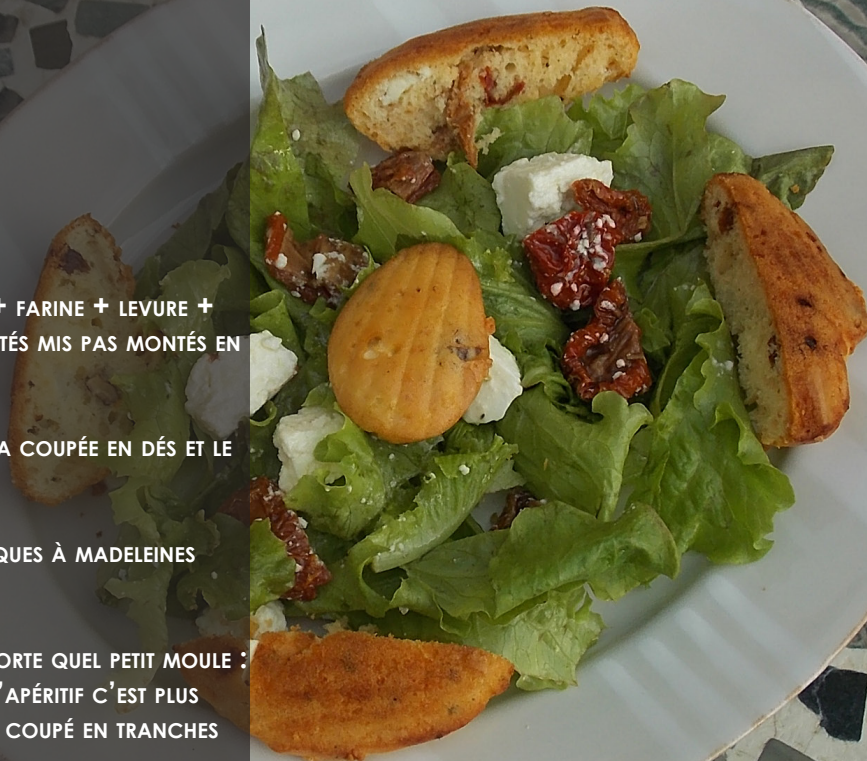 + FARINE + LEVURE +
TÉS MIS PAS MONTÉS EN
A COUPÉE EN DÉS ET LE
QUES À MADELEINES
ORTE QUEL PETIT MOULE :
'APÉRITIF C'EST PLUS
COUPÉ EN TRANCHES